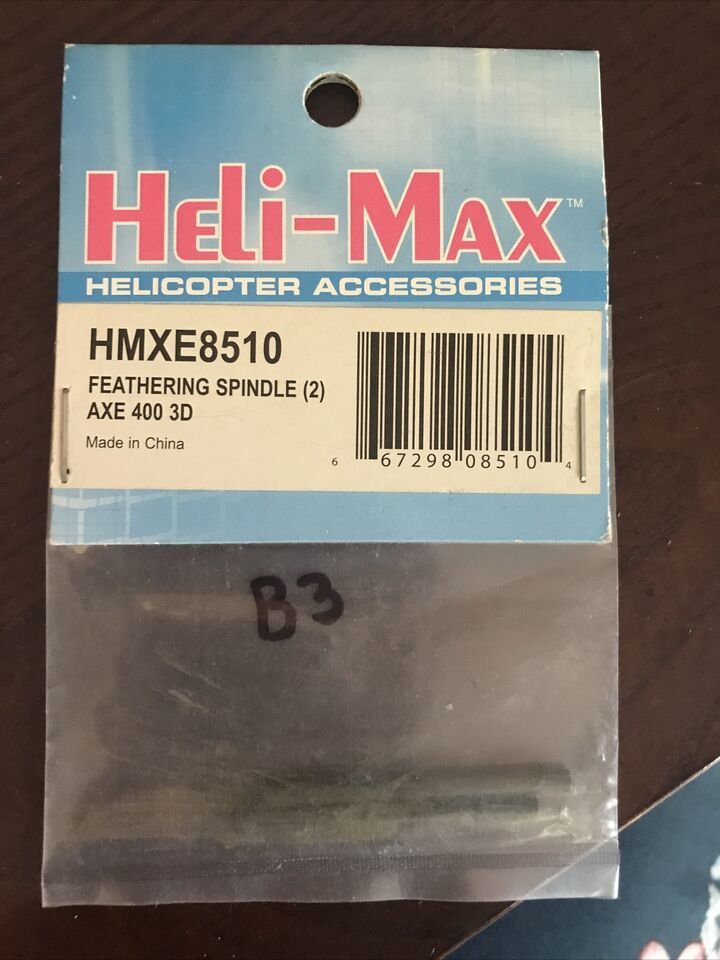 Heli-Max™
HELICOPTER ACCESSORIES
HMXE8510
FEATHERING SPINDLE (2)
AXE 400 3D
Made in China
6 67298 08510 4
B3